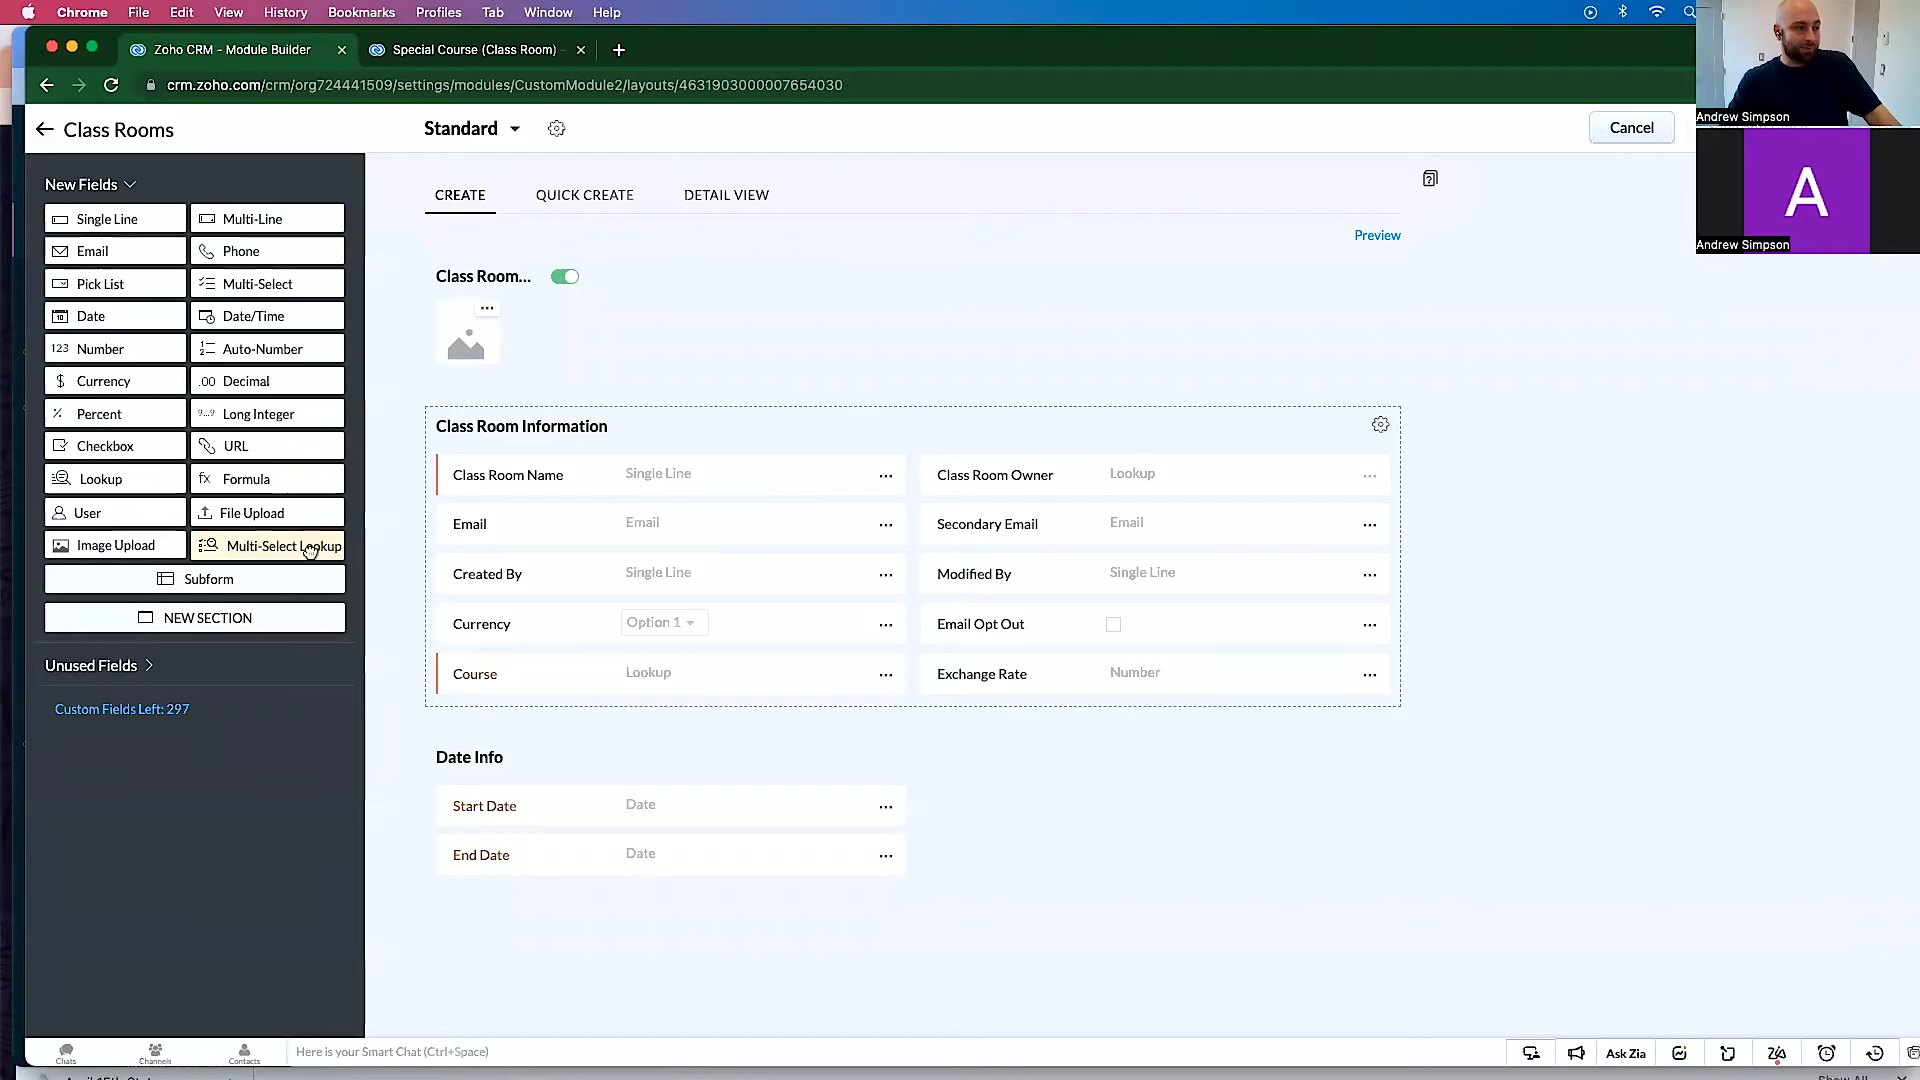 Chrome File Edit View History Bookmarks Profiles Tab Window Help
Zoho CRM - Module Builder
Special Course (Class Room) -
crm.zoho.com/crm/org724441509/settings/modules/CustomModule2/layouts/4631903000007654030
Andrew Simpson
A
Andrew Simpson
Class Rooms
Standard
Cancel
New Fields
Single Line
Multi-Line
Email
Phone
Pick List
Multi-Select
Date
Date/Time
123 Number
Auto-Number
$ Currency
.00 Decimal
Percent
9..9 Long Integer
Checkbox
URL
Lookup
fx Formula
User
File Upload
Image Upload
Multi-Select Lookup
Subform
NEW SECTION
Unused Fields
Custom Fields Left: 297
CREATE QUICK CREATE DETAIL VIEW
Preview
Class Room...
Class Room Information
Class Room Name Single Line
Class Room Owner Lookup
Email Email
Secondary Email Email
Created By Single Line
Modified By Single Line
Currency Option 1
Email Opt Out
Course Lookup
Exchange Rate Number
Date Info
Start Date Date
End Date Date
Chats
Channels
Contacts
Here is your Smart Chat (Ctrl+Space)
Ask Zia